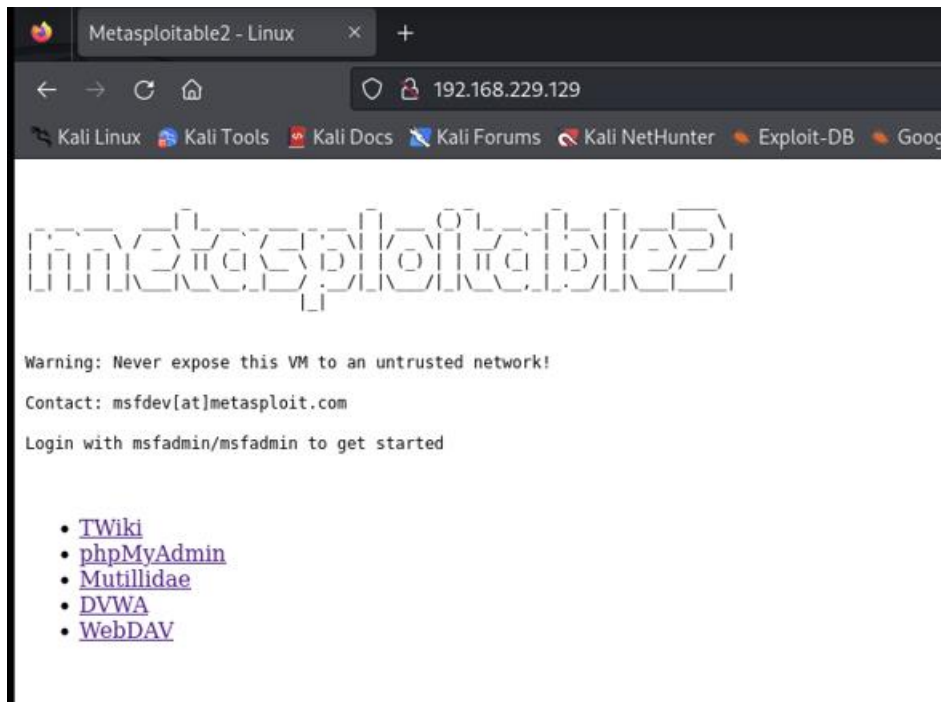 Metasploitable2 - Linux
192.168.229.129
Kali Linux Kali Tools Kali Docs Kali Forums Kali NetHunter Exploit-DB Goog
metasploitable2
Warning: Never expose this VM to an untrusted network!
Contact: msfdev[at]metasploit.com
Login with msfadmin/msfadmin to get started
TWiki
phpMyAdmin
Mutillidae
DVWA
WebDAV